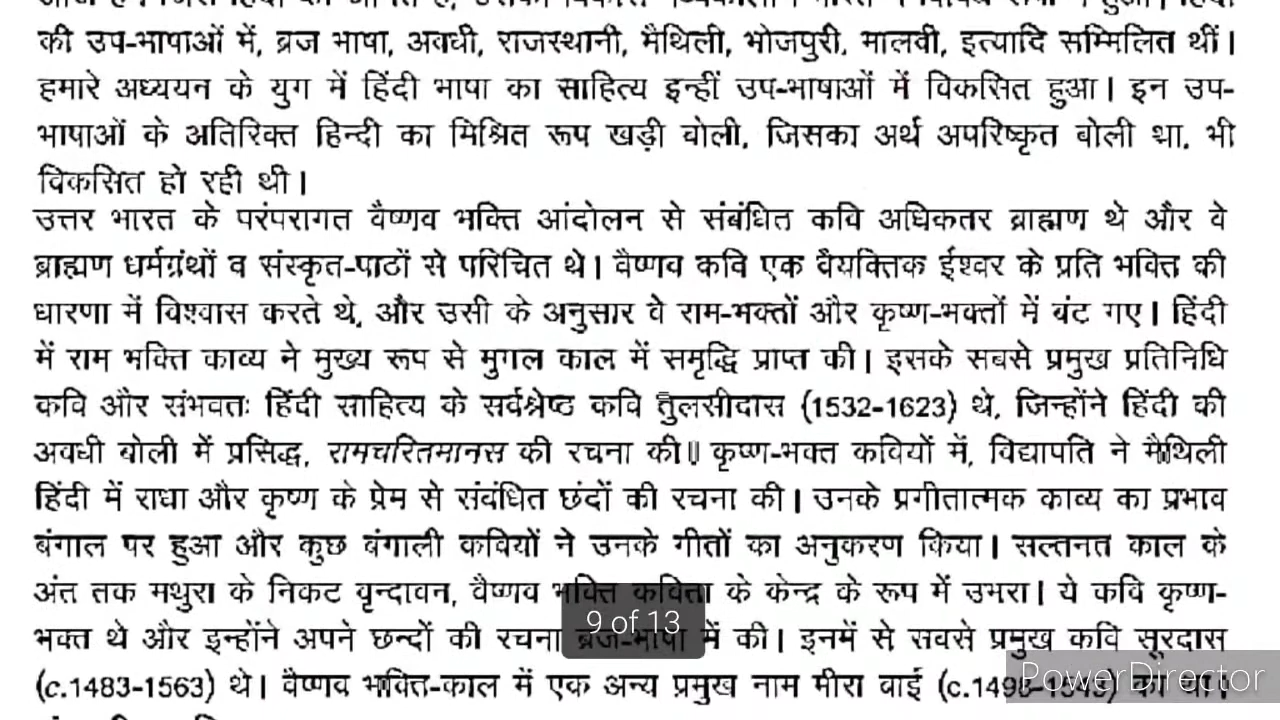 की उप-भाषाओं में, ब्रज भाषा, अवधी, राजस्थानी, मैथिली, भोजपुरी, मालवी, इत्यादि सम्मिलित थीं।
हमारे अध्ययन के युग में हिंदी भाषा का साहित्य इन्हीं उप-भाषाओं में विकसित हुआ। इन उप-
भाषाओं के अतिरिक्त हिन्दी का मिश्रित रूप खड़ी बोली, जिसका अर्थ अपरिष्कृत बोली था, भी
विकसित हो रही थी।
उत्तर भारत के परंपरागत वैष्णव भक्ति आंदोलन से संबंधित कवि अधिकतर ब्राह्मण थे और वे
ब्राह्मण धर्मग्रंथों व संस्कृत-पाठों से परिचित थे। वैष्णव कवि एक वैयक्तिक ईश्वर के प्रति भक्ति की
धारणा में विश्वास करते थे, और उसी के अनुसार वे राम-भक्तों और कृष्ण-भक्तों में बंट गए। हिंदी
में राम भक्ति काव्य ने मुख्य रूप से मुगल काल में समृद्धि प्राप्त की। इसके सबसे प्रमुख प्रतिनिधि
कवि और संभवतः हिंदी साहित्य के सर्वश्रेष्ठ कवि तुलसीदास (1532-1623) थे, जिन्होंने हिंदी की
अवधी बोली में प्रसिद्ध, रामचरितमानस की रचना की। कृष्ण-भक्त कवियों में, विद्यापति ने मैथिली
हिंदी में राधा और कृष्ण के प्रेम से संबंधित छंदों की रचना की। उनके प्रगीतात्मक काव्य का प्रभाव
बंगाल पर हुआ और कुछ बंगाली कवियों ने उनके गीतों का अनुकरण किया। सल्तनत काल के
अंत तक मथुरा के निकट वृन्दावन, वैष्णव भक्ति कविता के केन्द्र के रूप में उभरा। ये कवि कृष्ण-
9 of 13
भक्त थे और इन्होंने अपने छन्दों की रचना ब्रज-भाषा में की। इनमें से सबसे प्रमुख कवि सूरदास
(c.1483-1563) थे। वैष्णव भक्ति-काल में एक अन्य प्रमुख नाम मीरा बाई
PowerDirector